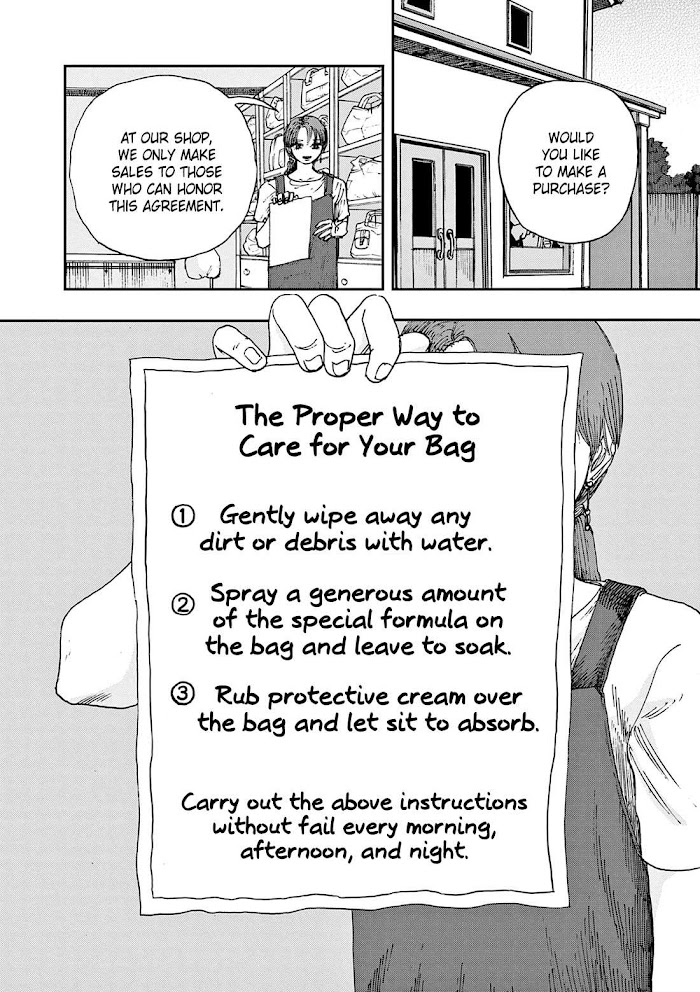 WOULD
YOU LIKE
TO MAKE A
PURCHASE?
AT OUR SHOP,
WE ONLY MAKE
SALES TO THOSE
WHO CAN HONOR
THIS AGREEMENT.
The Proper Way to
Care for Your Bag
① Gently wipe away any
dirt or debris with water.
② Spray a generous amount
of the special formula on
the bag and leave to soak.
③ Rub protective cream over
the bag and let sit to absorb.
Carry out the above instructions
without fail every morning,
afternoon, and night.